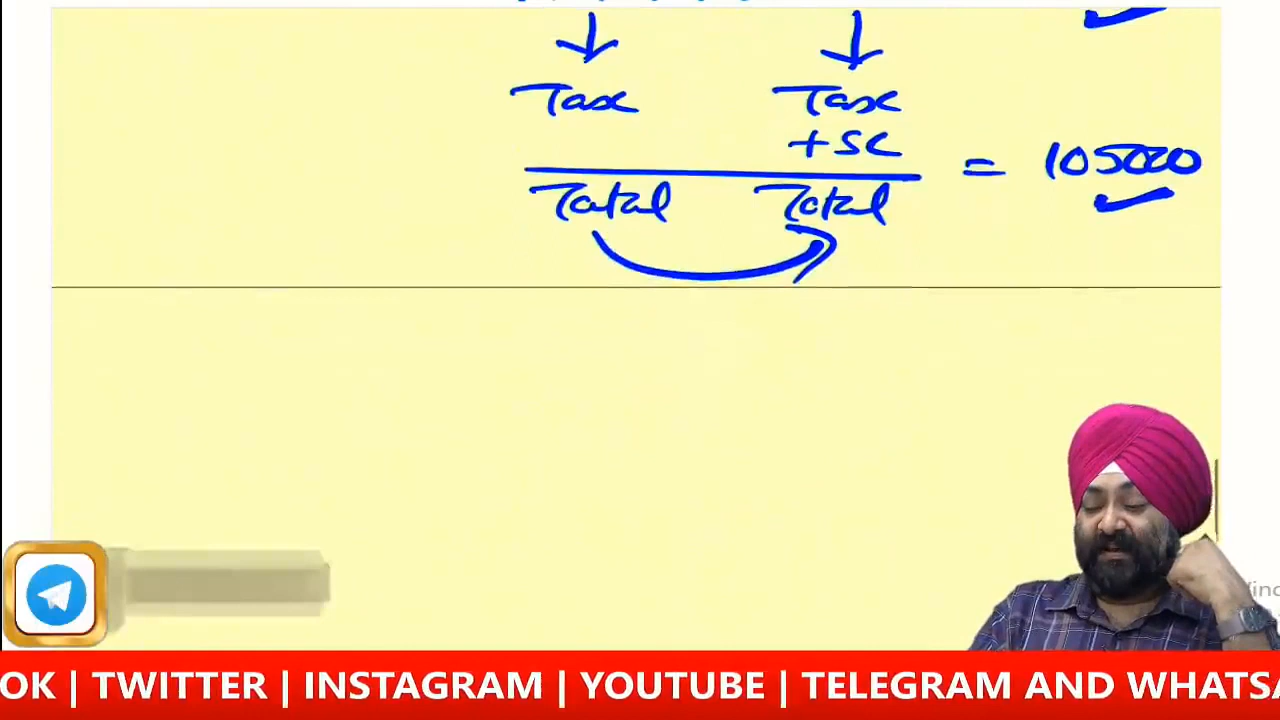 Tax Tax
+SC
Total Total = 105000
OK | TWITTER | INSTAGRAM | YOUTUBE | TELEGRAM AND WHATSA